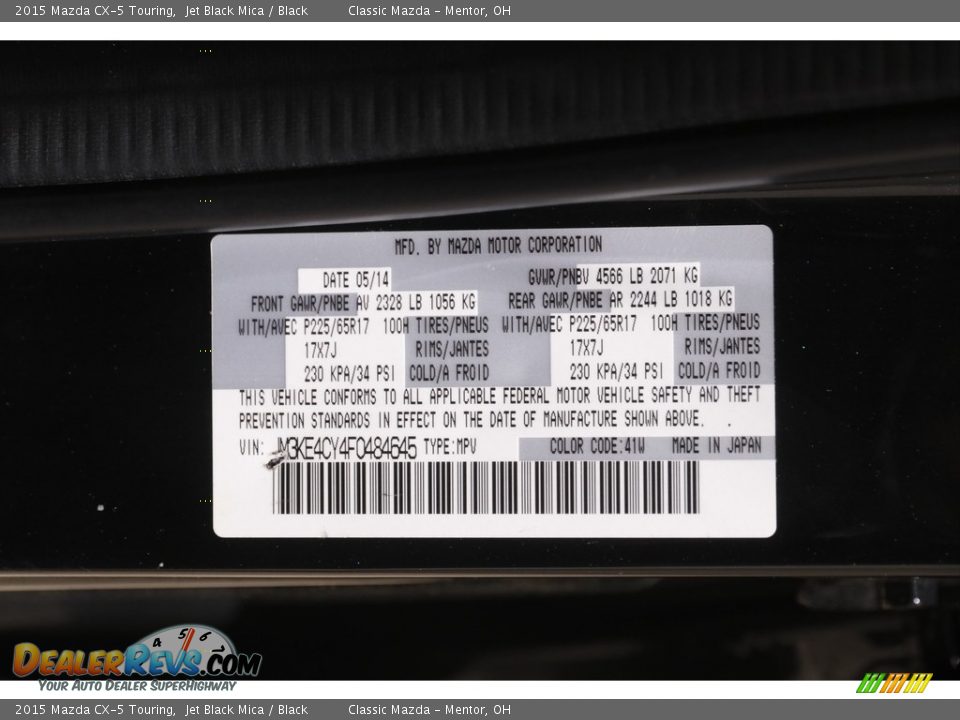 2015 Mazda CX-5 Touring, Jet Black Mica / Black Classic Mazda - Mentor, OH
MFD. BY MAZDA MOTOR CORPORATION
DATE 05/14 GVWR/PNBV 4566 LB 2071 KG
FRONT GAWR/PNBE AV 2328 LB 1056 KG REAR GAWR/PNBE AR 2244 LB 1018 KG
WITH/AVEC P225/65R17 100H TIRES/PNEUS WITH/AVEC P225/65R17 100H TIRES/PNEUS
17X7J RIMS/JANTES 17X7J RIMS/JANTES
230 KPA/34 PSI COLD/A FROID 230 KPA/34 PSI COLD/A FROID
THIS VEHICLE CONFORMS TO ALL APPLICABLE FEDERAL MOTOR VEHICLE SAFETY AND THEFT
PREVENTION STANDARDS IN EFFECT ON THE DATE OF MANUFACTURE SHOWN ABOVE. .
VIN: JM3KE4CY4F0484645 TYPE:MPV COLOR CODE:41W MADE IN JAPAN
4 5 6
DEALERREVS.COM
YOUR AUTO DEALER SUPERHIGHWAY
2015 Mazda CX-5 Touring, Jet Black Mica / Black Classic Mazda - Mentor, OH